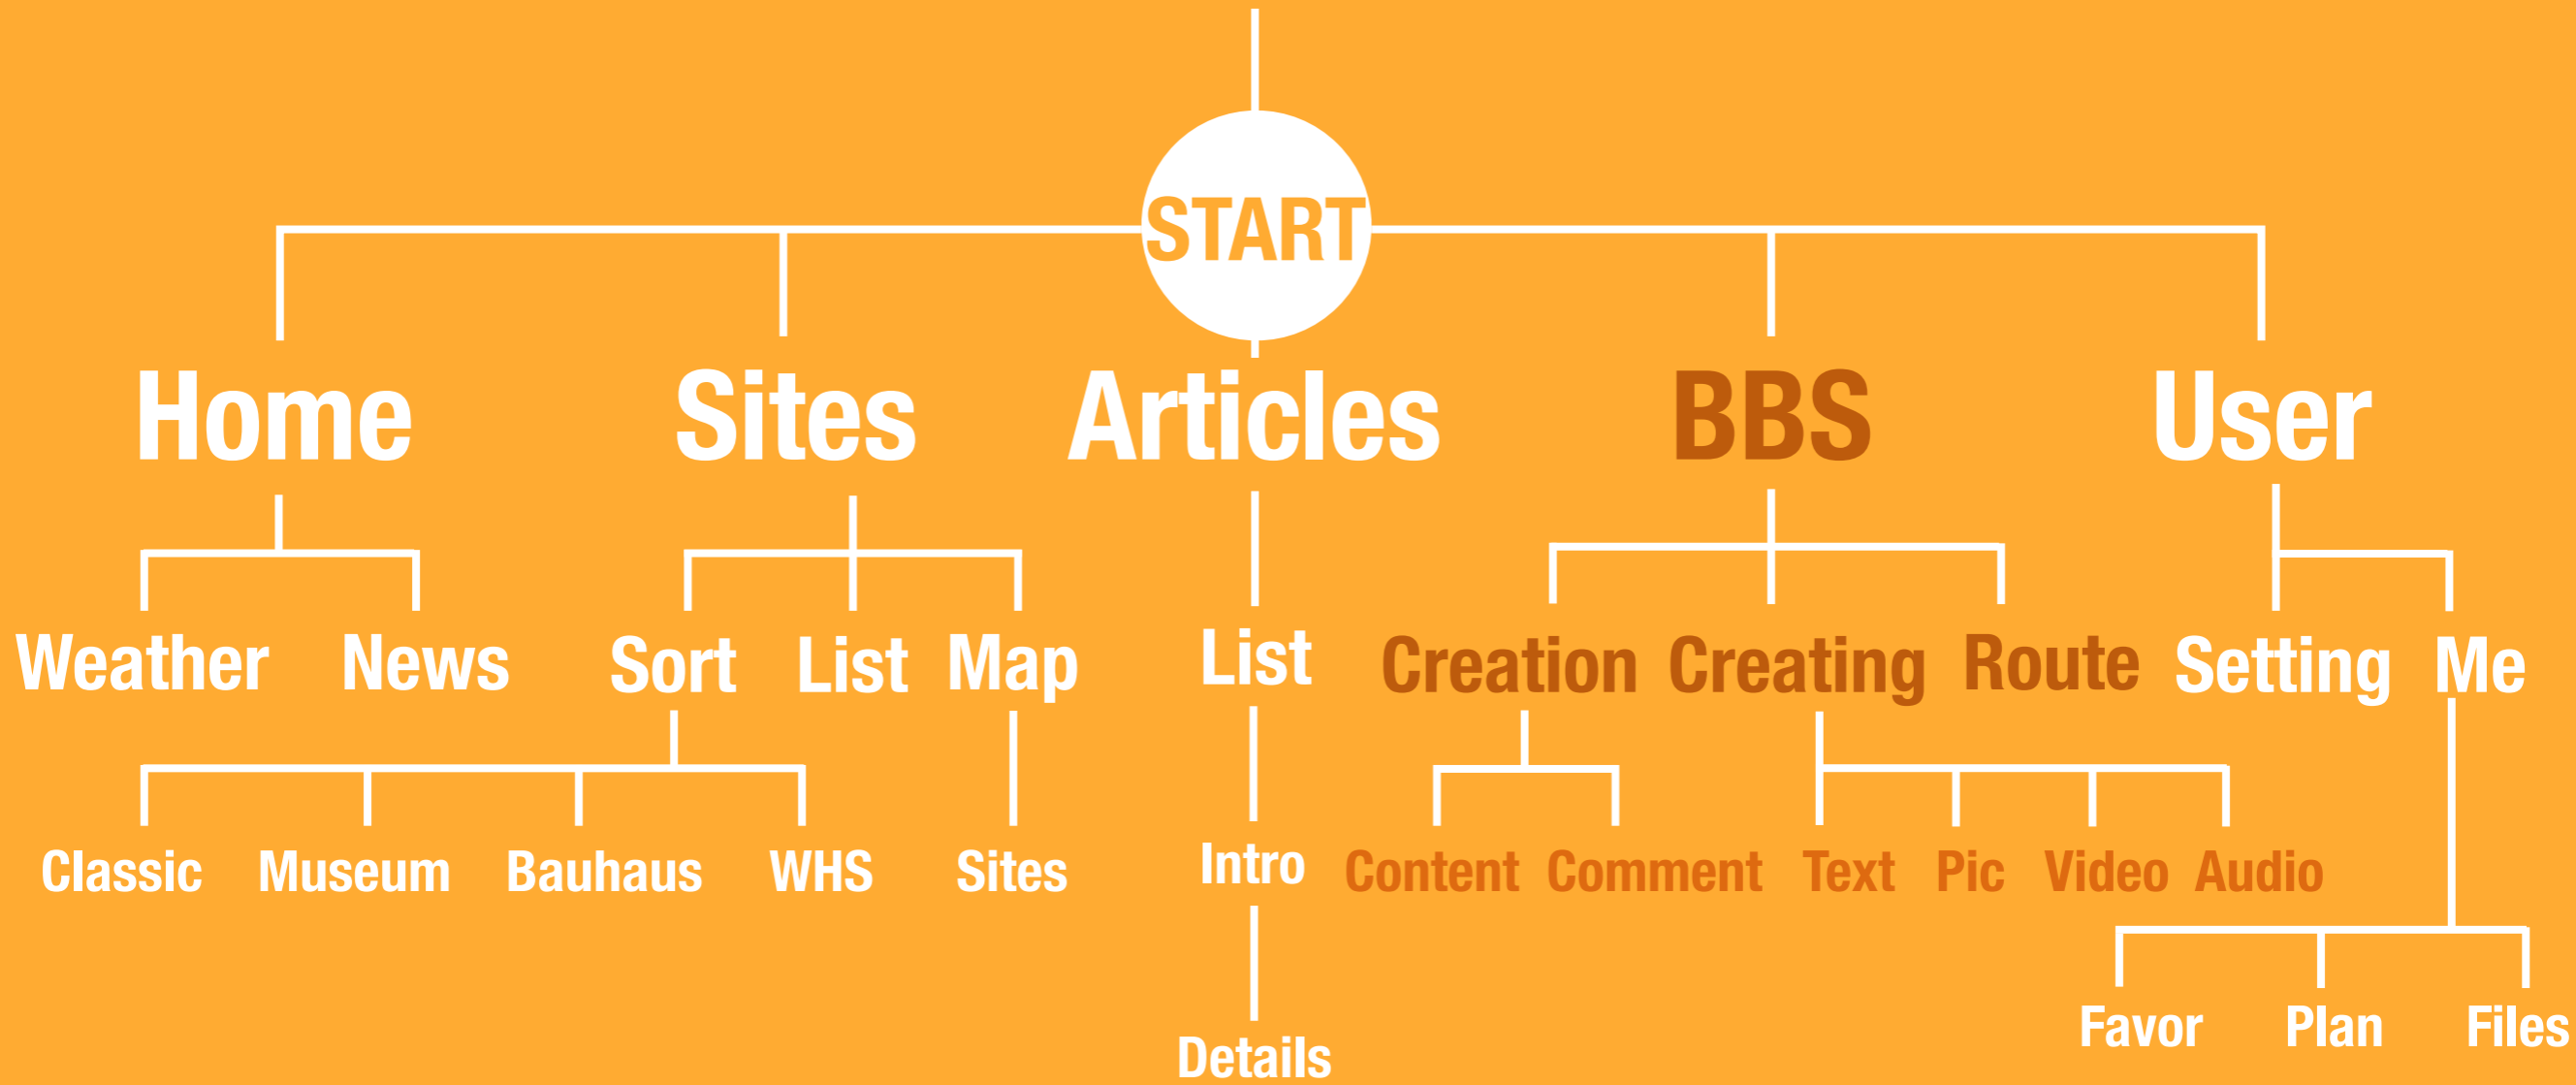 START
Home Sites Articles BBS User
Weather News Sort List Map List Creation Creating Route Setting Me
Classic Museum Bauhaus WHS Sites Intro Content Comment Text Pic Video Audio
Favor Plan Files
Details